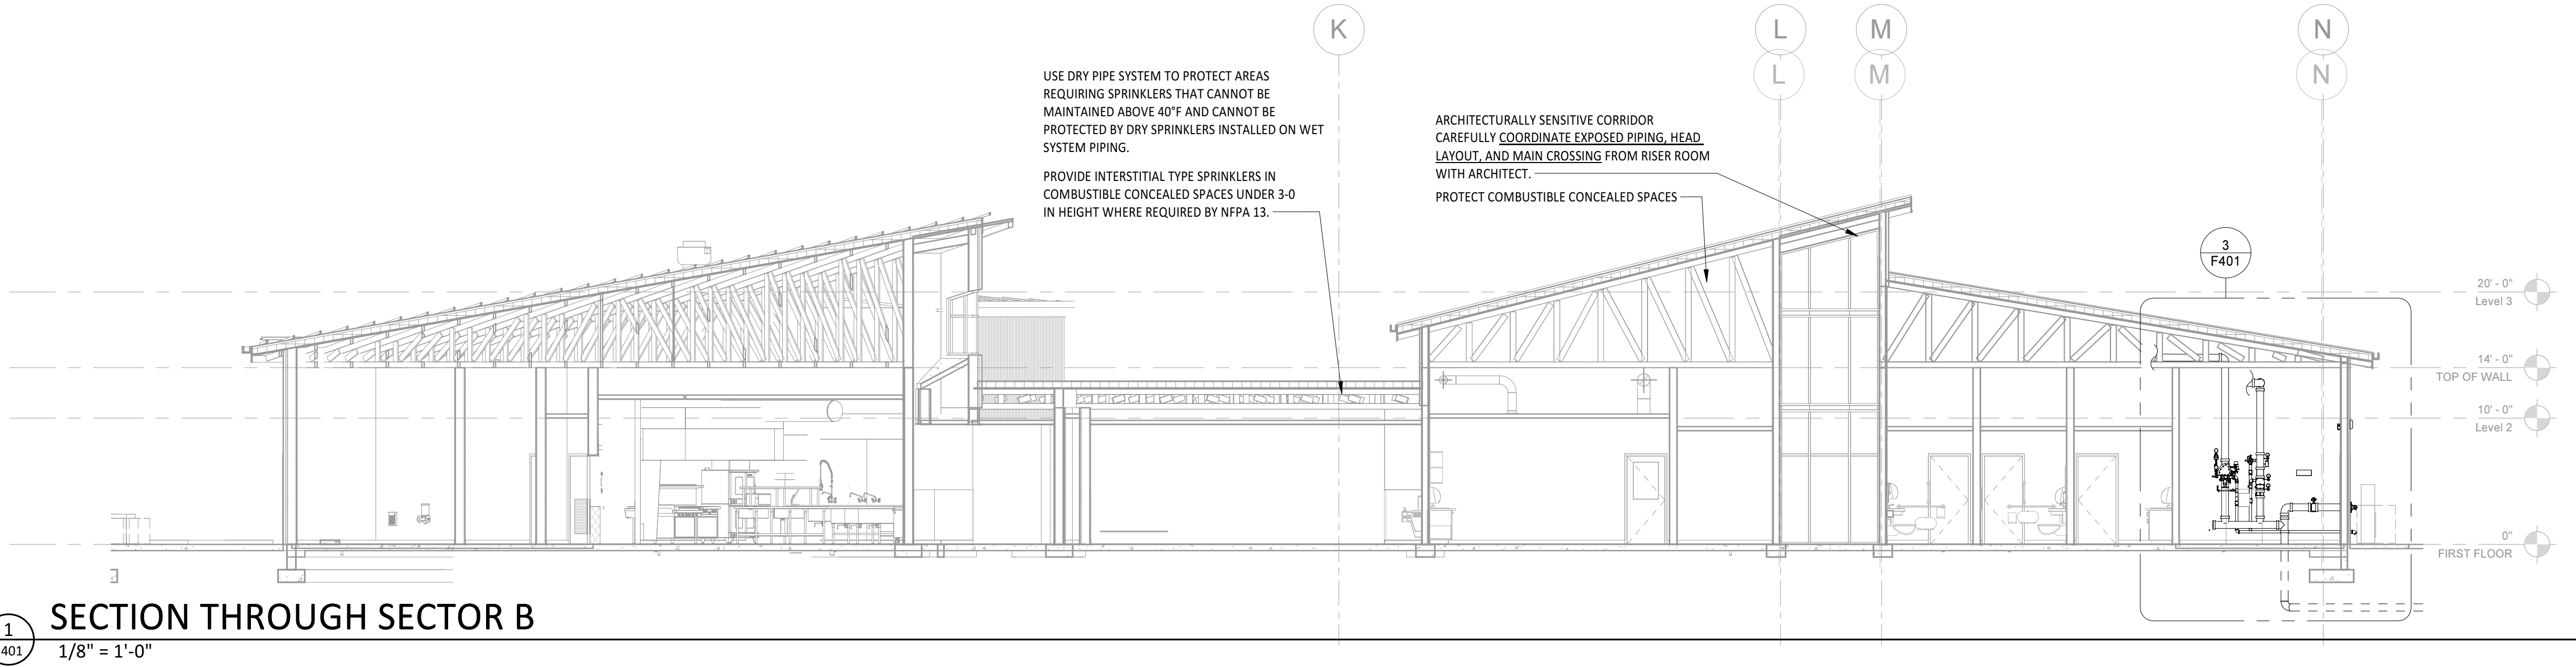 K
L
L
M
M
N
N
USE DRY PIPE SYSTEM TO PROTECT AREAS
REQUIRING SPRINKLERS THAT CANNOT BE
MAINTAINED ABOVE 40°F AND CANNOT BE
PROTECTED BY DRY SPRINKLERS INSTALLED ON WET
SYSTEM PIPING.
PROVIDE INTERSTITIAL TYPE SPRINKLERS IN
COMBUSTIBLE CONCEALED SPACES UNDER 3-0
IN HEIGHT WHERE REQUIRED BY NFPA 13.
ARCHITECTURALLY SENSITIVE CORRIDOR
CAREFULLY COORDINATE EXPOSED PIPING, HEAD
LAYOUT, AND MAIN CROSSING FROM RISER ROOM
WITH ARCHITECT.
PROTECT COMBUSTIBLE CONCEALED SPACES
3
F401
20' - 0"
Level 3
14' - 0"
TOP OF WALL
10' - 0"
Level 2
0"
FIRST FLOOR
1
401
SECTION THROUGH SECTOR B
1/8" = 1'-0"